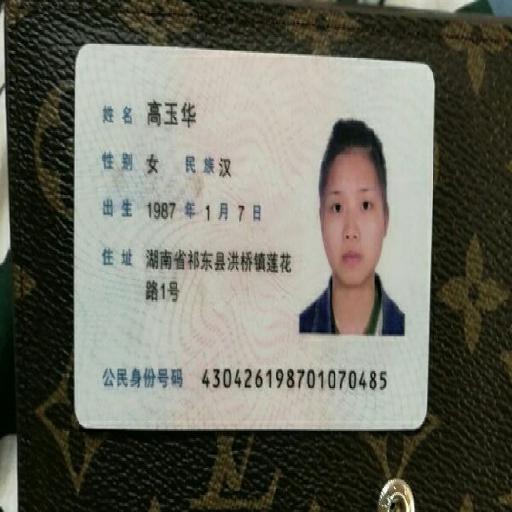 姓名 高玉华
性别 女 民族 汉
出生 1987 年 1 月 7 日
住址 湖南省祁东县洪桥镇莲花
路1号
公民身份号码 430426198701070485